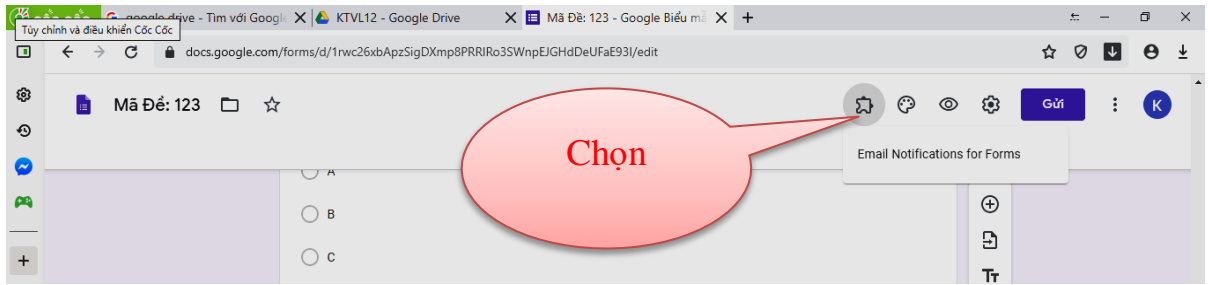 google drive - Tìm với Google
KTVL12 - Google Drive
Mã Đề: 123 - Google Biểu mẫ
Tùy chỉnh và điều khiển Cốc Cốc
docs.google.com/forms/d/1rwc26xbApzSigDXmp8PRRIRo3SWnpEJGHdDeUFaE93I/edit
Mã Đề: 123
Gửi
K
Chọn
Email Notifications for Forms
A
B
C
Tт